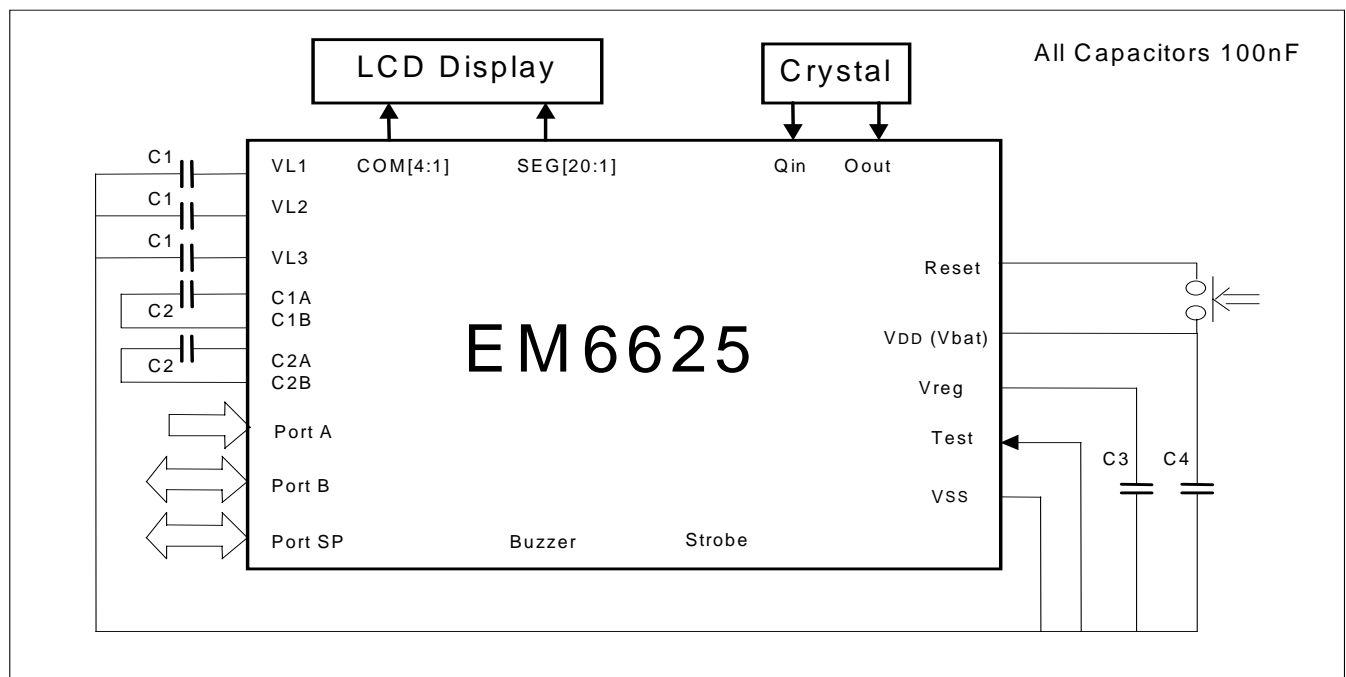 LCD Display
Crystal
All Capacitors 100nF
C1
VL1
COM[4:1]
SEG[20:1]
Qin
Oout
C1
VL2
C1
VL3
Reset
C1A
C2
C1B
VDD (Vbat)
EM6625
C2A
C2
C2B
Vreg
Port A
Test
C3
C4
Port B
VSS
Port SP
Buzzer
Strobe